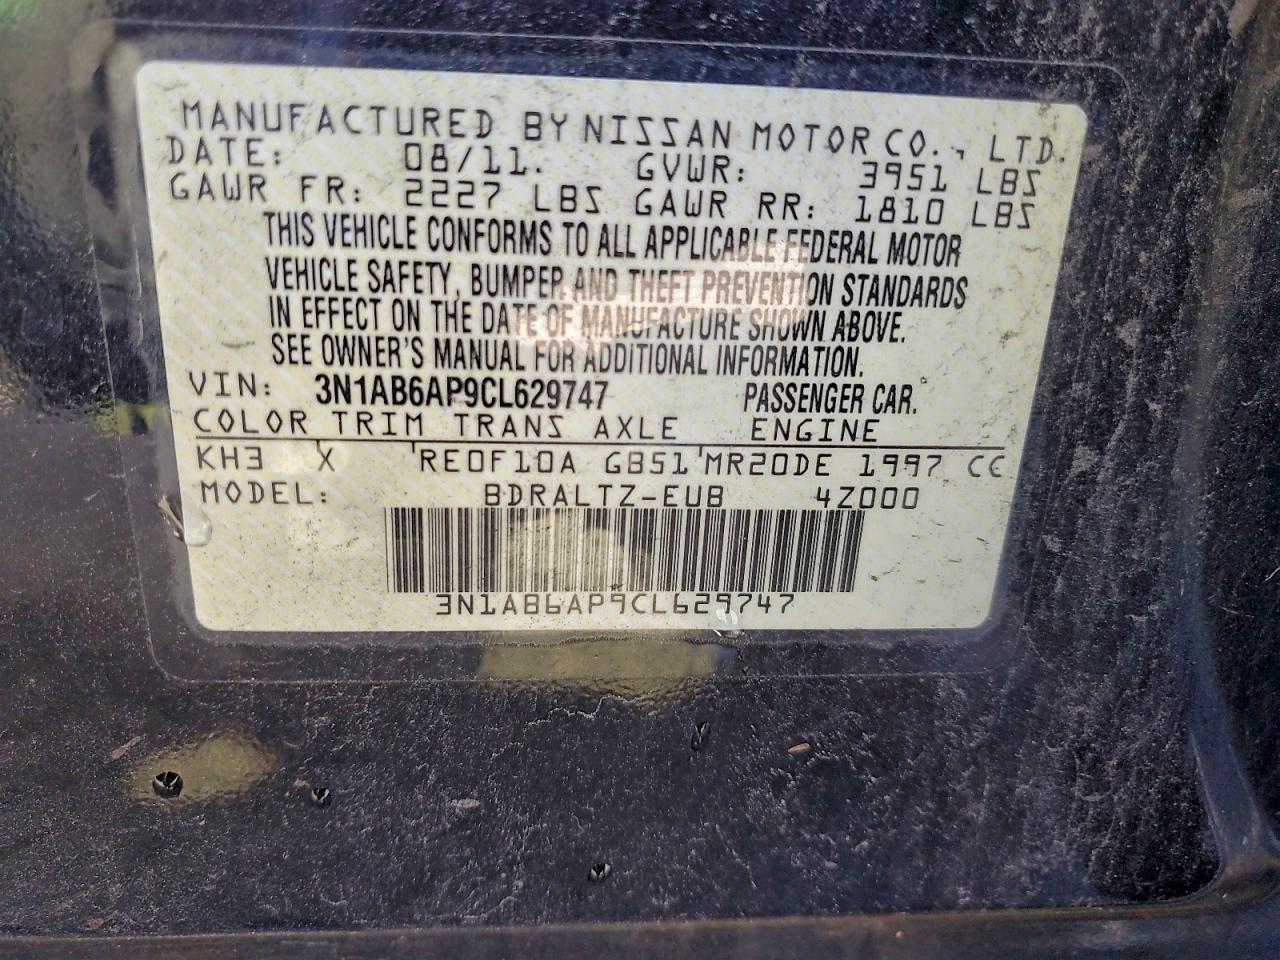 MANUFACTURED BY NISSAN MOTOR CO., LTD.
DATE: 08/11. GVWR: 3951 LBS
GAWR FR: 2227 LBS GAWR RR: 1810 LBS
THIS VEHICLE CONFORMS TO ALL APPLICABLE FEDERAL MOTOR
VEHICLE SAFETY, BUMPER, AND THEFT PREVENTION STANDARDS
IN EFFECT ON THE DATE OF MANUFACTURE SHOWN ABOVE.
SEE OWNER'S MANUAL FOR ADDITIONAL INFORMATION.
VIN: 3N1AB6AP9CL629747 PASSENGER CAR.
COLOR TRIM TRANS AXLE ENGINE
KH3 X RE0F10A GB51 MR20DE 1997 CC
MODEL: BDRALTZ-EUB 4Z000
3N1AB6AP9CL629747